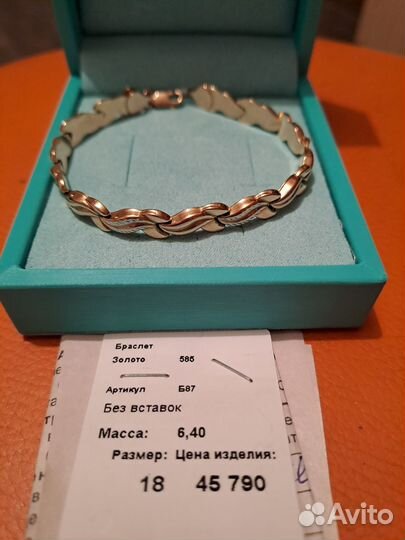 Браслет
Золото 585
Артикул Б87
Без вставок
Масса: 6,40
Размер: Цена изделия:
18 45 790
Avito